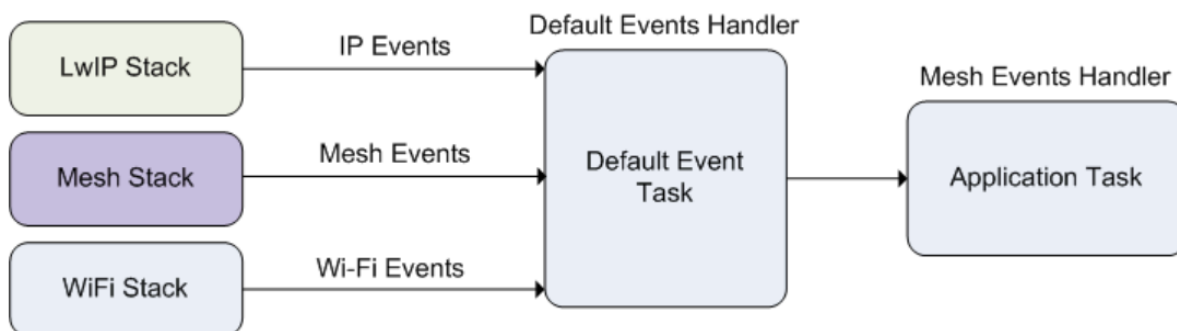 Default Events Handler
LwIP Stack
IP Events
Mesh Events Handler
Mesh Stack
Mesh Events
Default Event
Task
Application Task
WiFi Stack
Wi-Fi Events